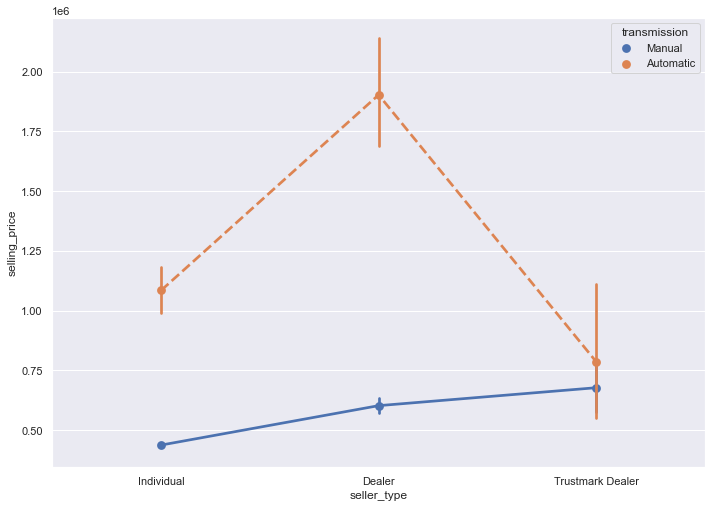 1e6
transmission
Manual
Automatic
2.00
1.75
1.50
1.25
1.00
0.75
0.50
selling_price
Individual
Dealer
Trustmark Dealer
seller_type